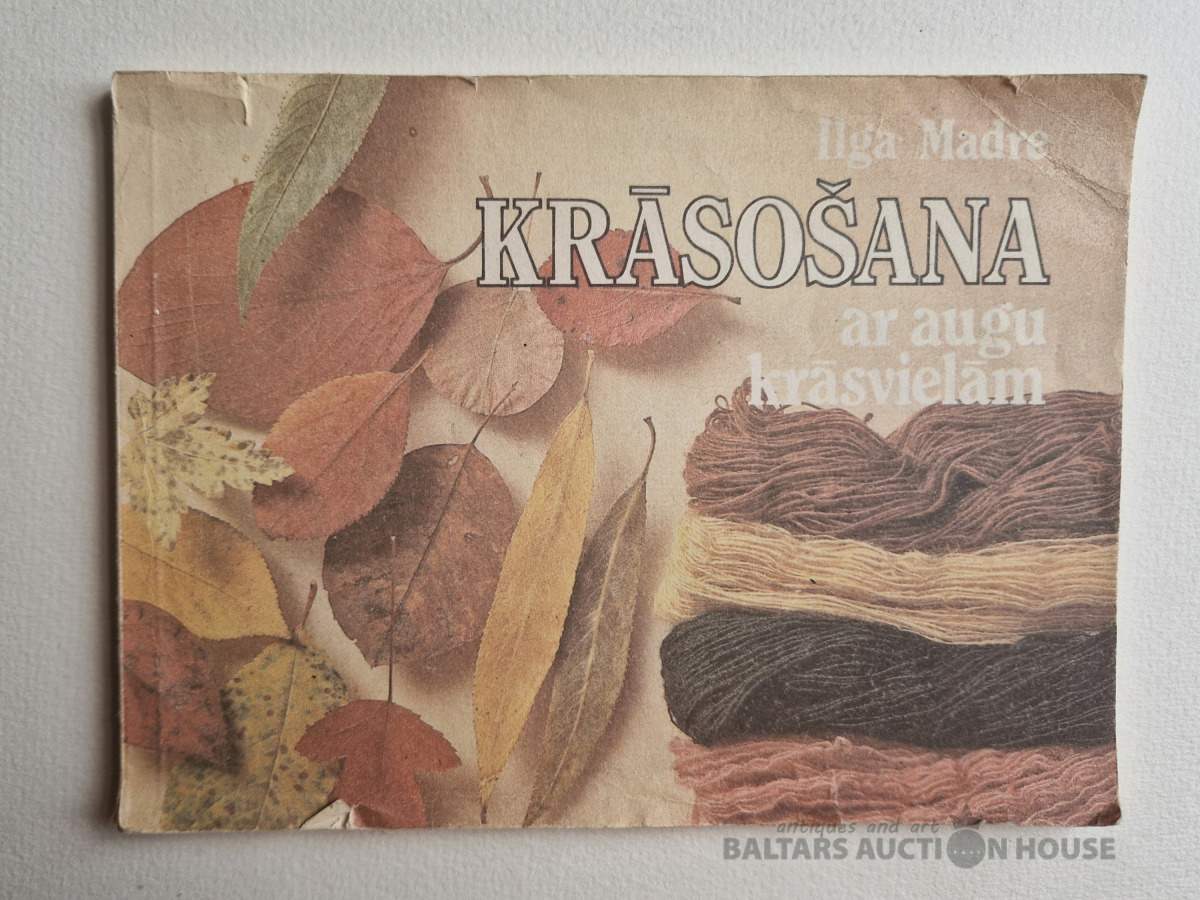 Ilga Madre
KRĀSOŠANA
ar augu
krāsvielām
antiques and art
BALTARS AUCTION HOUSE